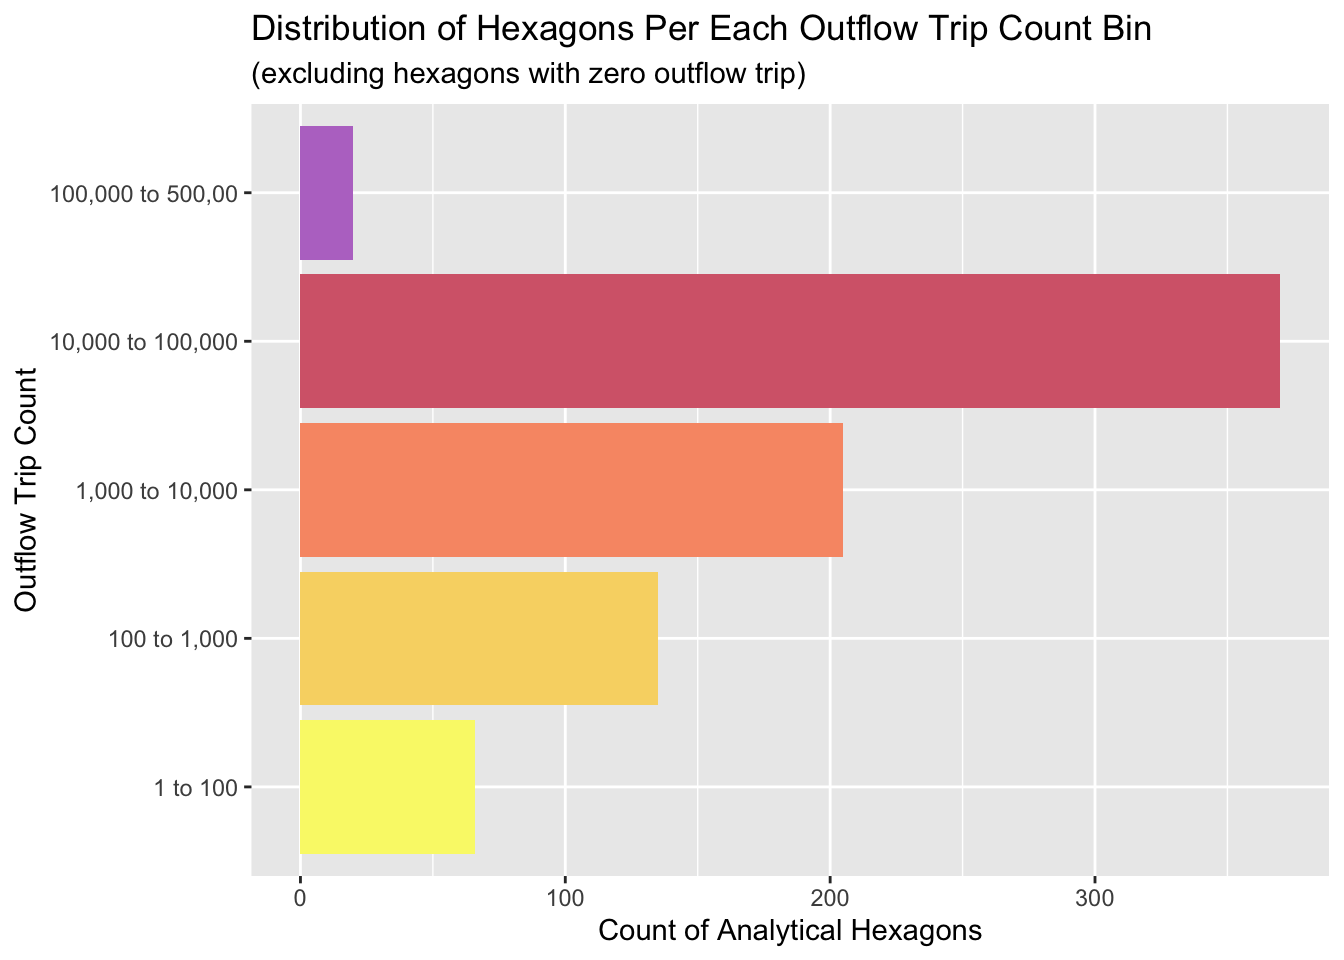 Distribution of Hexagons Per Each Outflow Trip Count Bin
(excluding hexagons with zero outflow trip)
Outflow Trip Count
100,000 to 500,00
10,000 to 100,000
1,000 to 10,000
100 to 1,000
1 to 100
0 100 200 300
Count of Analytical Hexagons